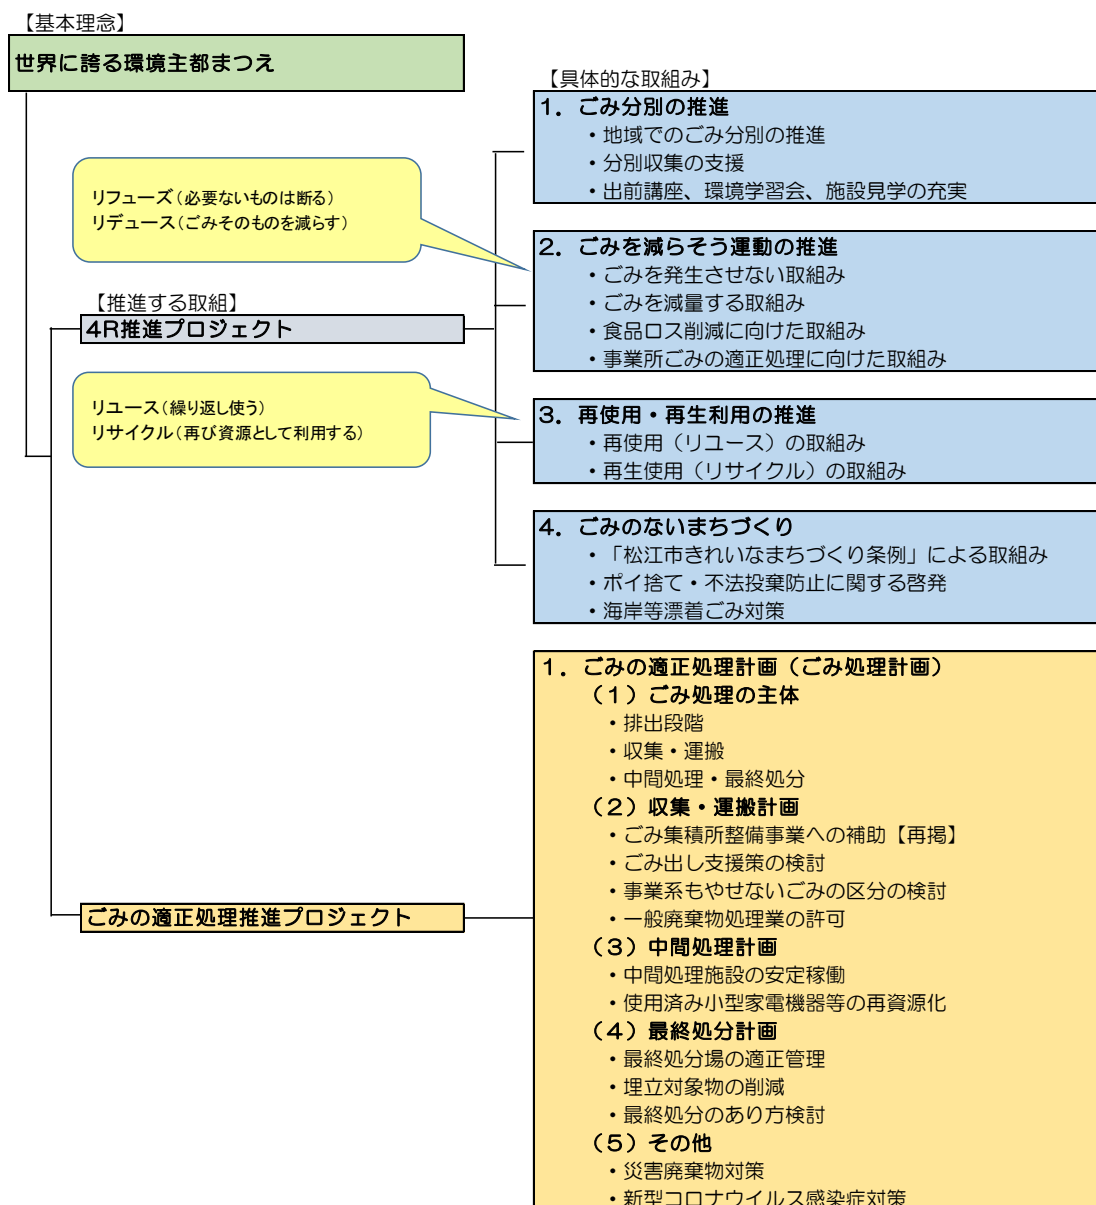 【基本理念】
世界に誇る環境主都まつえ
【具体的な取組み】
1．ごみ分別の推進
・地域でのごみ分別の推進
・分別収集の支援
・出前講座、環境学習会、施設見学の充実
リフューズ（必要ないものは断る）
リデュース（ごみそのものを減らす）
2．ごみを減らそう運動の推進
・ごみを発生させない取組み
・ごみを減量する取組み
・食品ロス削減に向けた取組み
・事業所ごみの適正処理に向けた取組み
【推進する取組】
4R推進プロジェクト
リユース（繰り返し使う）
リサイクル（再び資源として利用する）
3．再使用・再生利用の推進
・再使用（リユース）の取組み
・再生使用（リサイクル）の取組み
4．ごみのないまちづくり
・「松江市きれいなまちづくり条例」による取組み
・ポイ捨て・不法投棄防止に関する啓発
・海岸等漂着ごみ対策
ごみの適正処理推進プロジェクト
1．ごみの適正処理計画（ごみ処理計画）
（1）ごみ処理の主体
・排出段階
・収集・運搬
・中間処理・最終処分
（2）収集・運搬計画
・ごみ集積所整備事業への補助【再掲】
・ごみ出し支援策の検討
・事業系もやせないごみの区分の検討
・一般廃棄物処理業の許可
（3）中間処理計画
・中間処理施設の安定稼働
・使用済み小型家電機器等の再資源化
（4）最終処分計画
・最終処分場の適正管理
・埋立対象物の削減
・最終処分のあり方検討
（5）その他
・災害廃棄物対策
・新型コロナウイルス感染症対策